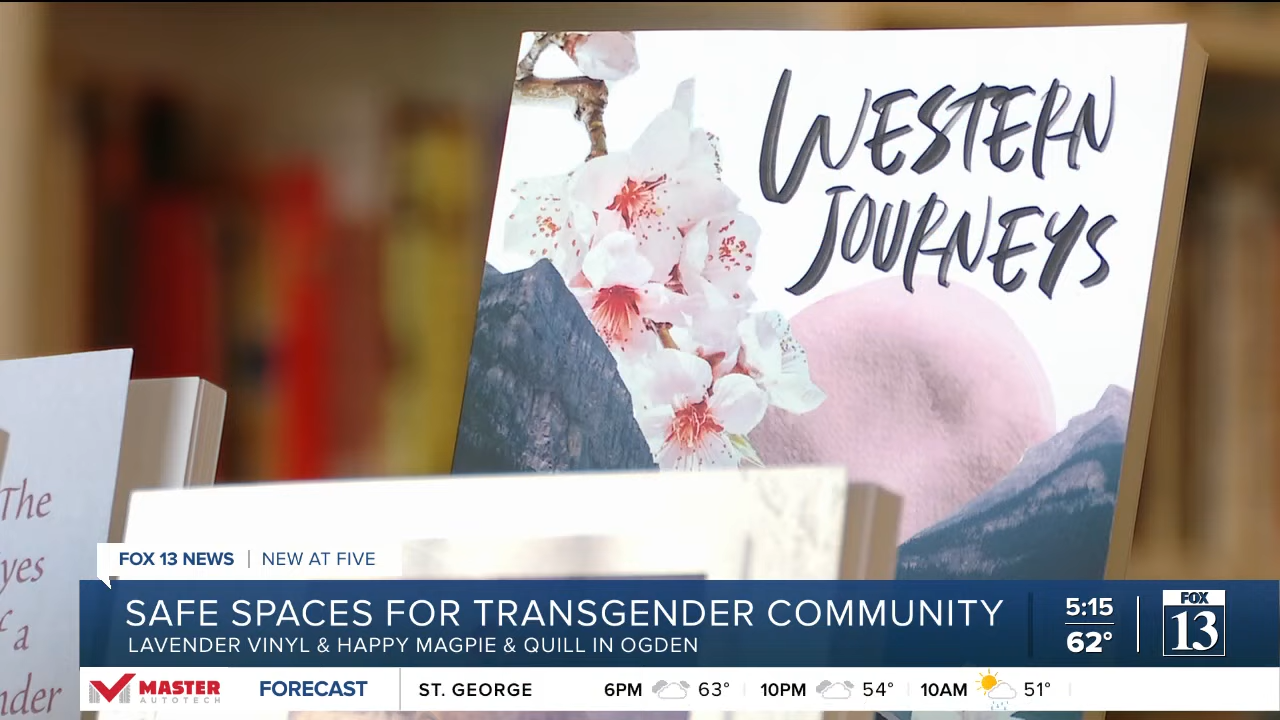 WESTERN
JOURNEYS
The
yes
a
nder
FOX 13 NEWS | NEW AT FIVE
SAFE SPACES FOR TRANSGENDER COMMUNITY
LAVENDER VINYL & HAPPY MAGPIE & QUILL IN OGDEN
5:15
62°
FOX
13
MASTER
AUTOTECH
FORECAST
ST. GEORGE
6PM 63°
10PM 54°
10AM 51°